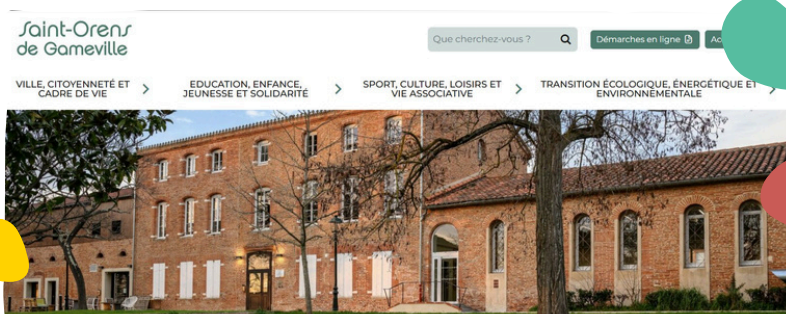 Saint-Orens
de Gameville
Que cherchez-vous ?
Démarches en ligne
VILLE, CITOYENNETÉ ET
CADRE DE VIE
EDUCATION, ENFANCE,
JEUNESSE ET SOLIDARITÉ
SPORT, CULTURE, LOISIRS ET
VIE ASSOCIATIVE
TRANSITION ÉCOLOGIQUE, ÉNERGÉTIQUE ET
ENVIRONNEMENTALE